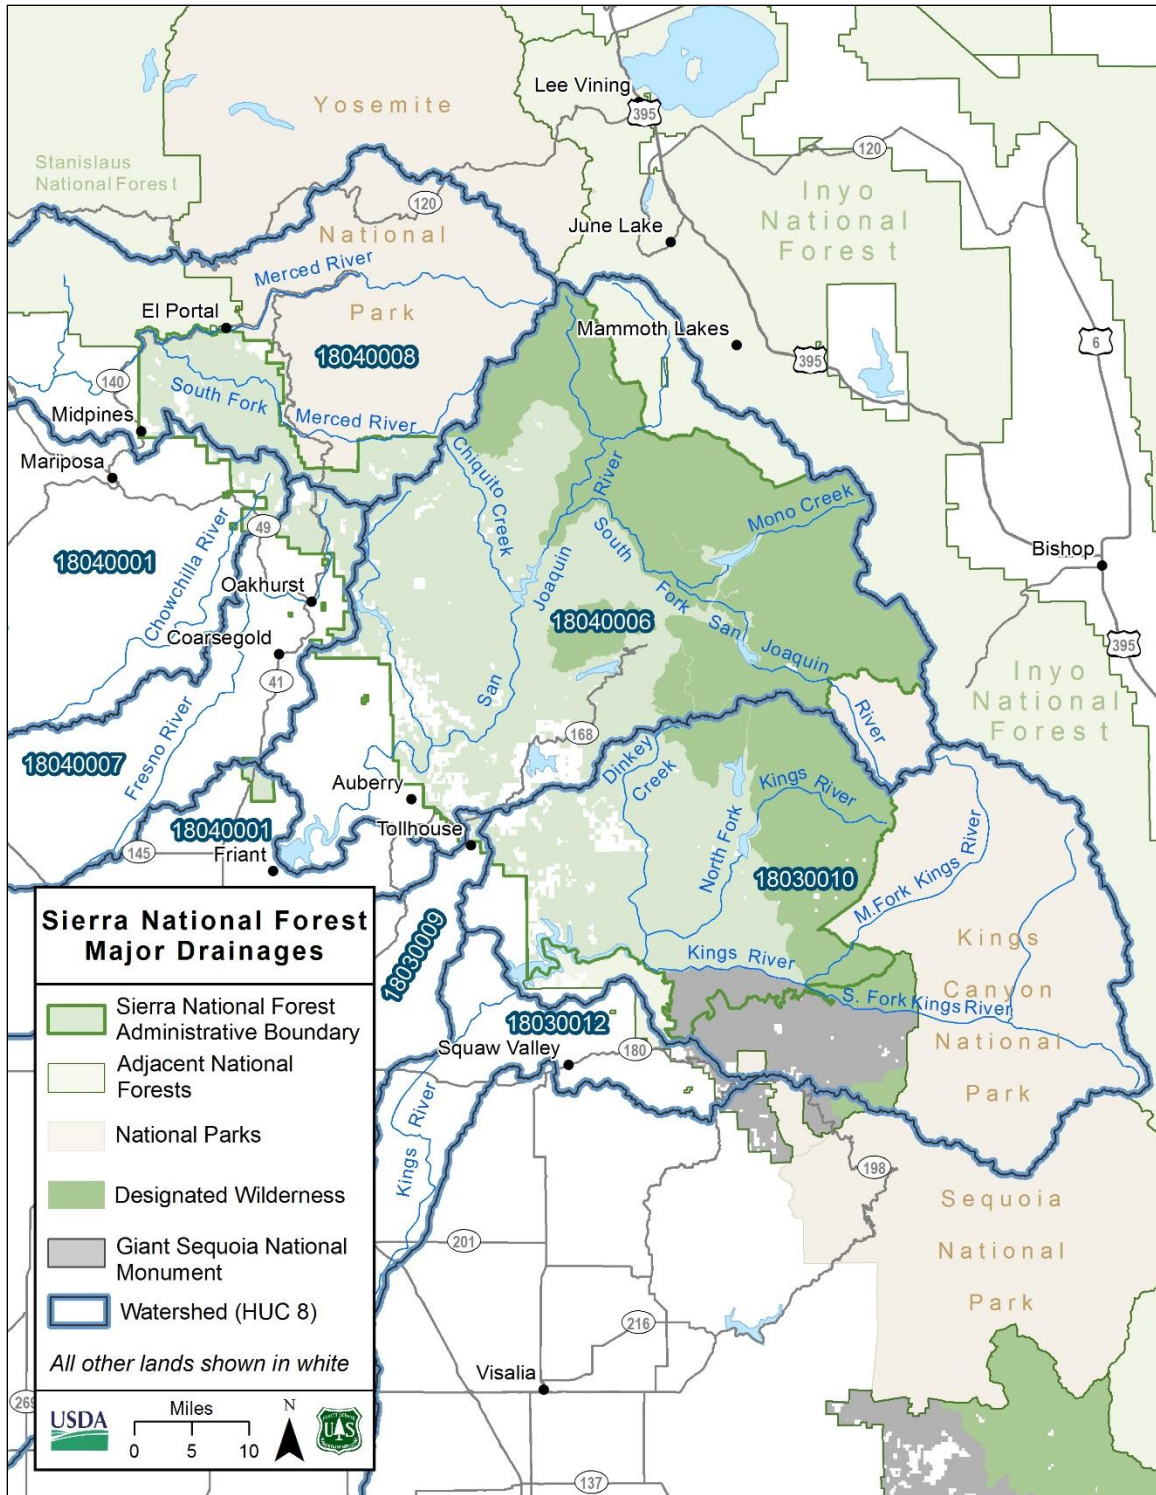 Lee Vining
395
Yosemite
120
Stanislaus
National Forest
Inyo
National
Forest
120
National
June Lake
Merced River
El Portal
Park
Mammoth Lakes
18040008
395
6
140
South Fork
Merced River
Midpines
Mariposa
Chiquito Creek
River
Mono Creek
49
South
Chowchilla River
18040001
Joaquin
Fork
Bishop
Oakhurst
18040006
San
Joaquin
Coarsegold
395
41
San
Inyo
National
Forest
River
Fresno River
168
Dinkey
Creek
18040007
Auberry
Kings River
18040001
Tollhouse
145
Friant
North Fork
18030010
M.Fork Kings River
18030009
Kings River
Kings
Canyon
National
Park
S. Fork Kings River
18030012
Squaw Valley
180
Kings River
198
Sequoia
National
Park
201
216
Visalia
269
137
Sierra National Forest
Major Drainages
Sierra National Forest
Administrative Boundary
Adjacent National
Forests
National Parks
Designated Wilderness
Giant Sequoia National
Monument
Watershed (HUC 8)
All other lands shown in white
USDA
Miles
0 5 10
N
U S